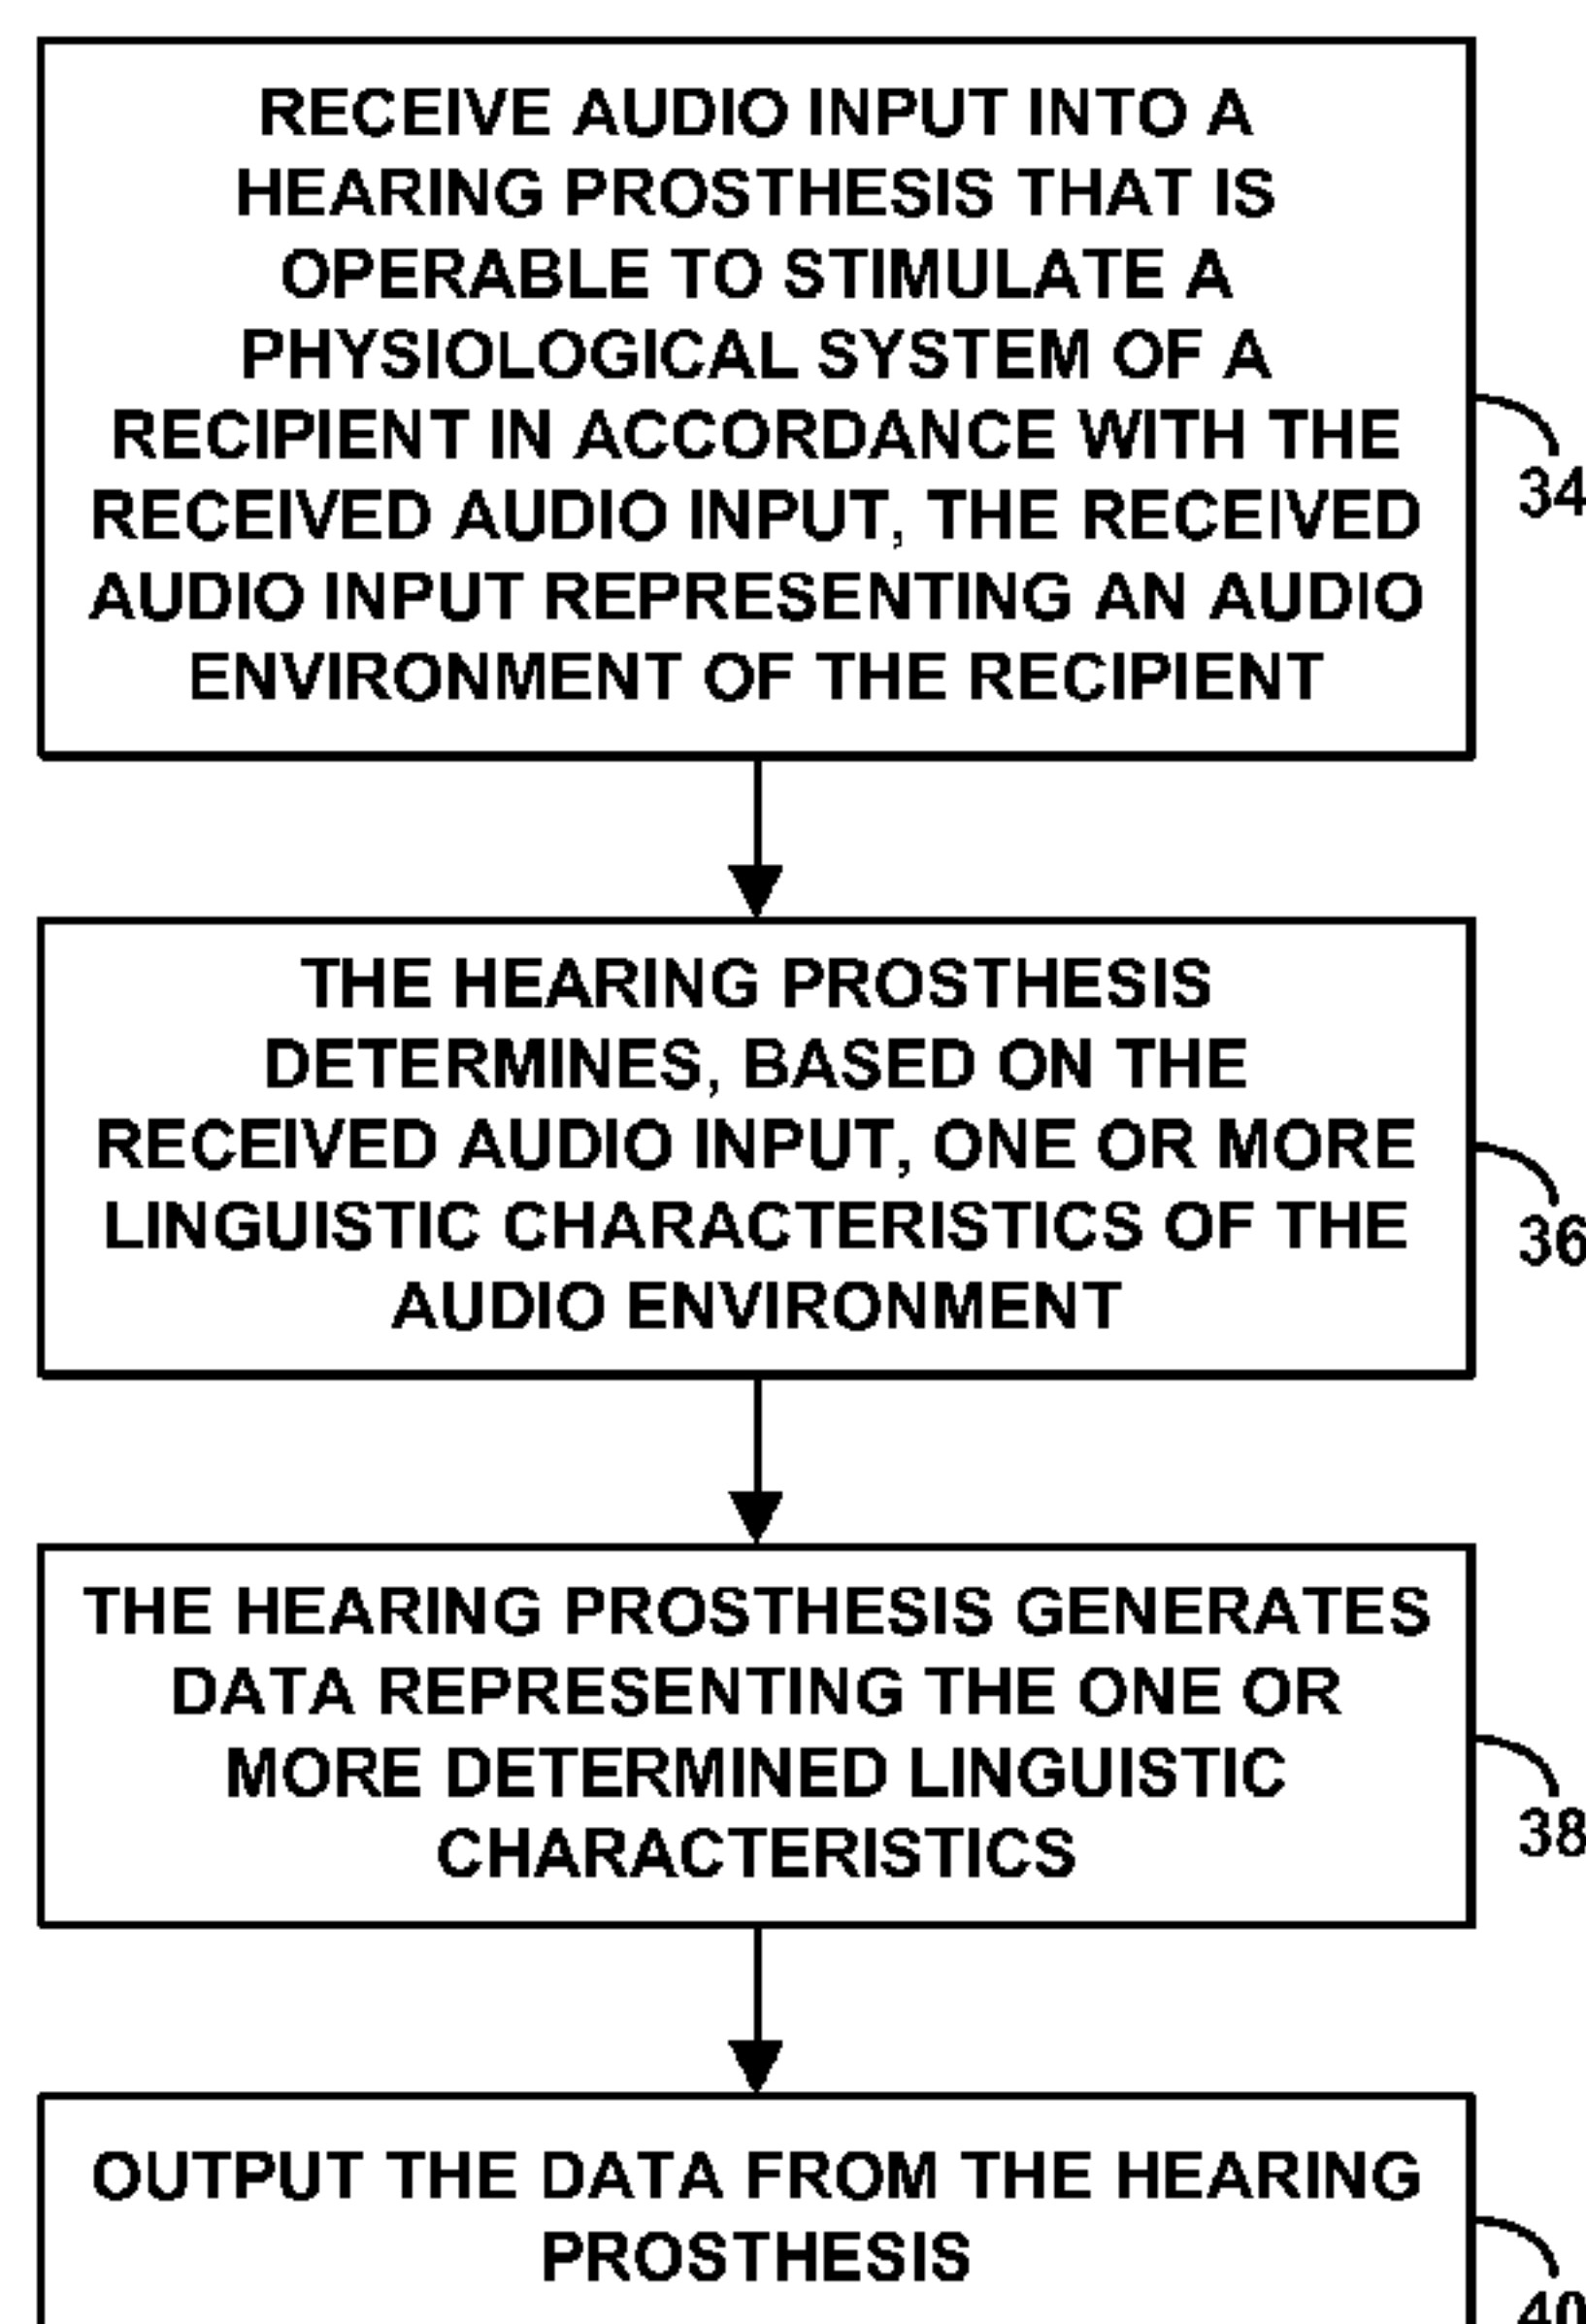 RECEIVE AUDIO INPUT INTO A
HEARING PROSTHESIS THAT IS
OPERABLE TO STIMULATE A
PHYSIOLOGICAL SYSTEM OF A
RECIPIENT IN ACCORDANCE WITH THE
RECEIVED AUDIO INPUT, THE RECEIVED
AUDIO INPUT REPRESENTING AN AUDIO
ENVIRONMENT OF THE RECIPIENT
34
THE HEARING PROSTHESIS
DETERMINES, BASED ON THE
RECEIVED AUDIO INPUT, ONE OR MORE
LINGUISTIC CHARACTERISTICS OF THE
AUDIO ENVIRONMENT
36
THE HEARING PROSTHESIS GENERATES
DATA REPRESENTING THE ONE OR
MORE DETERMINED LINGUISTIC
CHARACTERISTICS
38
OUTPUT THE DATA FROM THE HEARING
PROSTHESIS
40